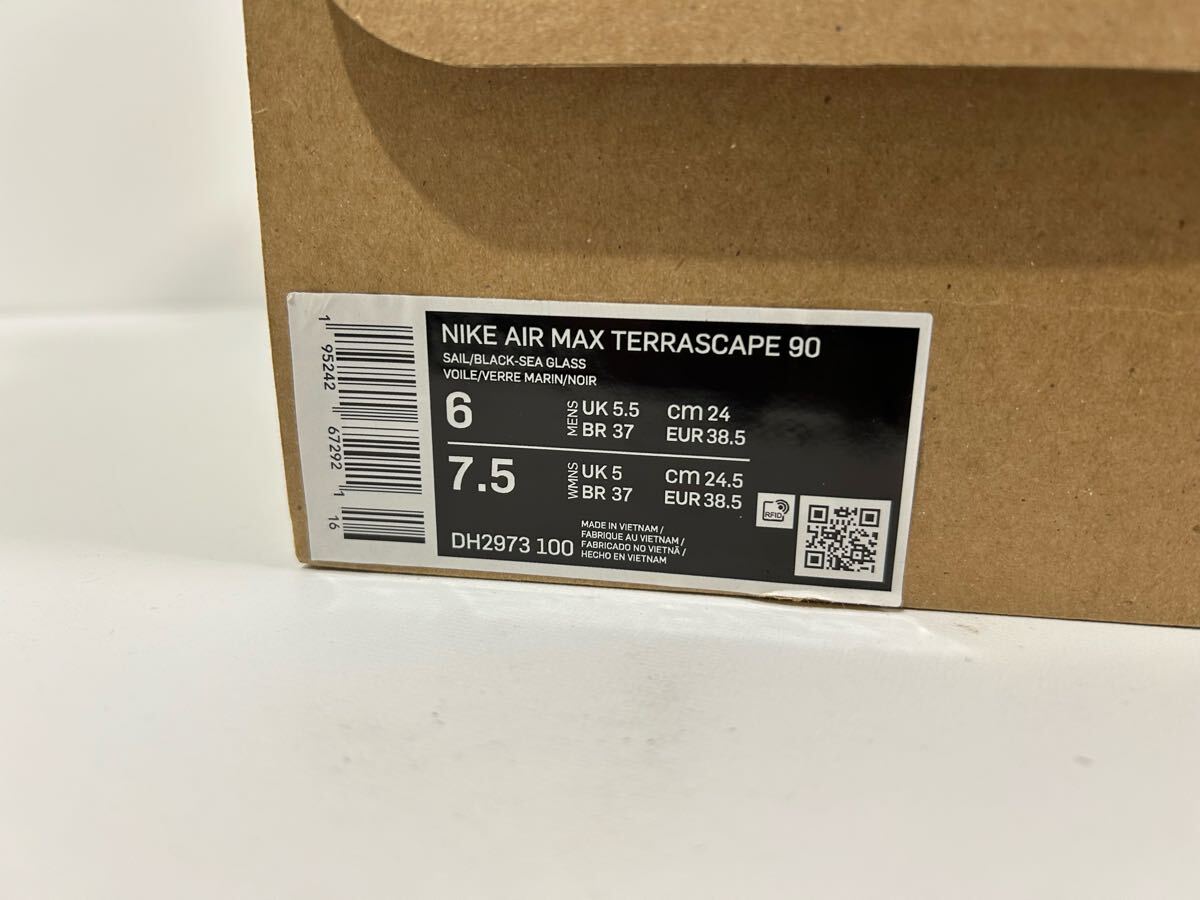 NIKE AIR MAX TERRASCAPE 90
SAIL/BLACK-SEA GLASS
VOILE/VERRE MARIN/NOIR
6
MENS
UK 5.5 cm 24
BR 37 EUR 38.5
7.5
WMNS
UK 5 cm 24.5
BR 37 EUR 38.5
DH2973 100
MADE IN VIETNAM /
FABRIQUE AU VIETNAM /
FABRICADO NO VIETNÃ /
HECHO EN VIETNAM
RFID
1 95242 67292 1 16